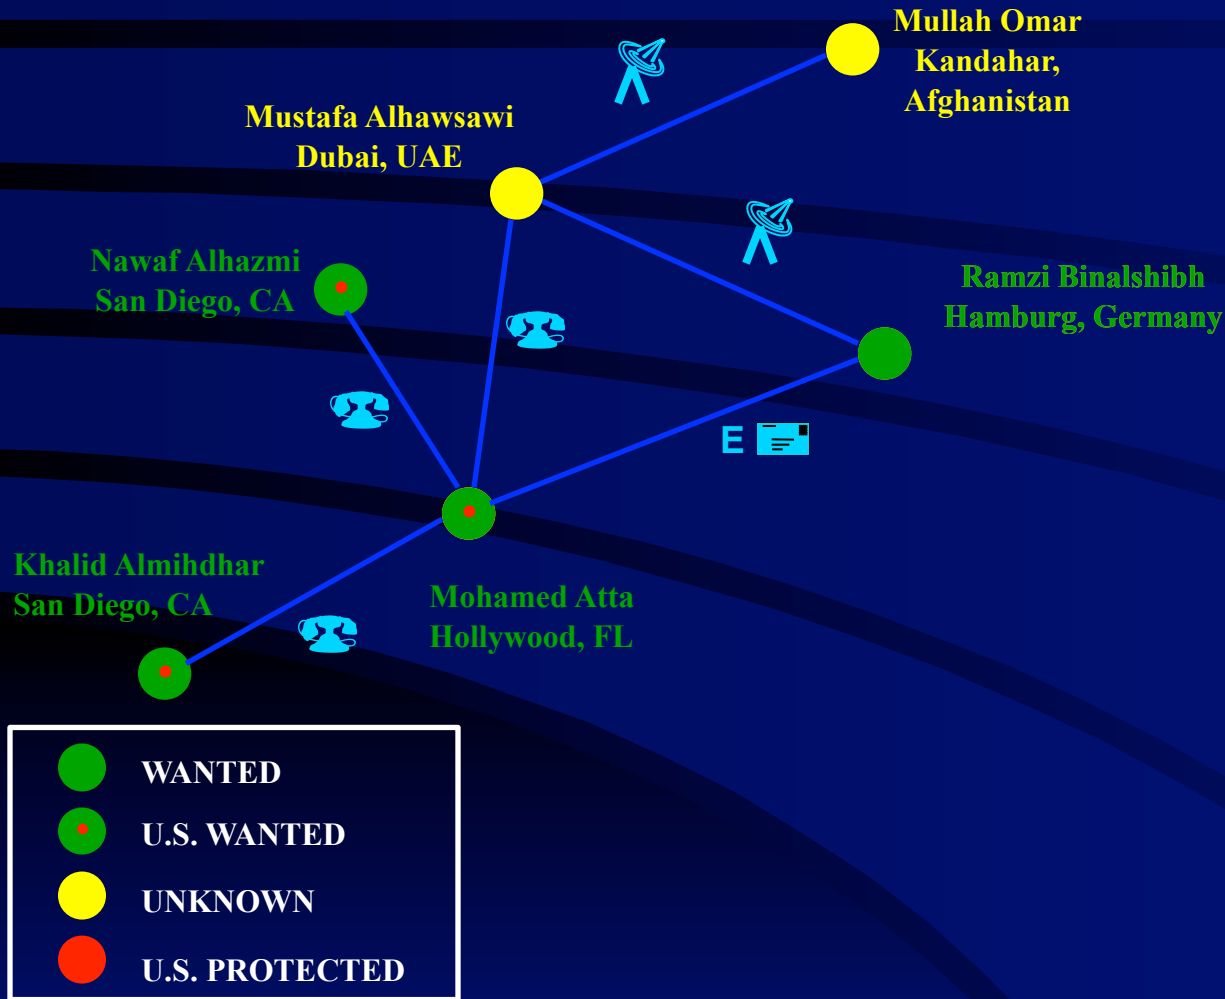 Mullah Omar
Kandahar,
Afghanistan
Mustafa Alhawsawi
Dubai, UAE
Nawaf Alhazmi
San Diego, CA
Ramzi Binalshibh
Hamburg, Germany
E
Khalid Almihdhar
San Diego, CA
Mohamed Atta
Hollywood, FL
WANTED
U.S. WANTED
UNKNOWN
U.S. PROTECTED